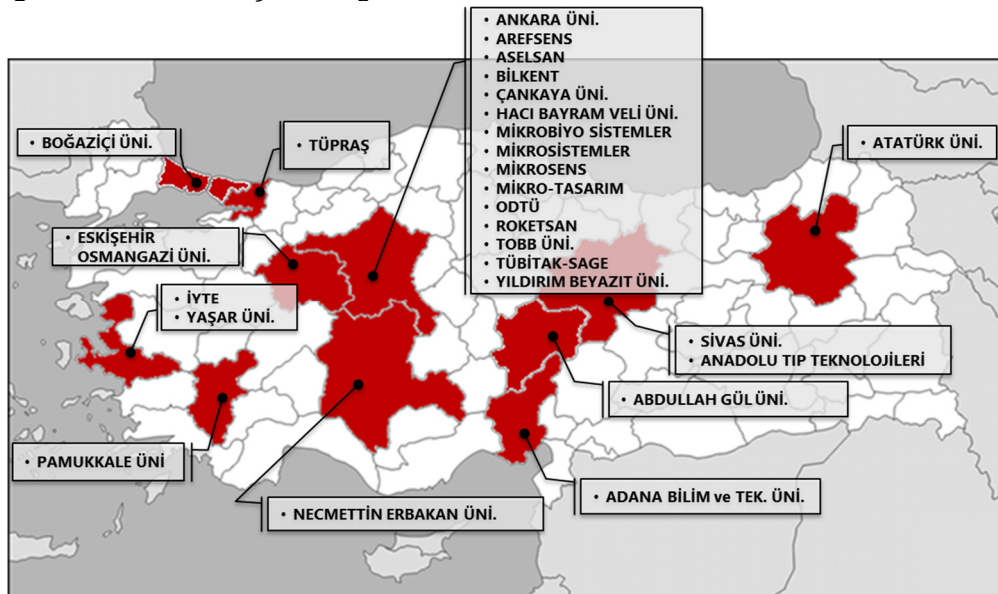 • ANKARA ÜNİ.
• AREFSENS
• ASELSAN
• BİLKENT
• ÇANKAYA ÜNİ.
• HACI BAYRAM VELİ ÜNİ.
• MİKROBİYO SİSTEMLER
• MİKROSİSTEMLER
• MİKROSENS
• MİKRO-TASARIM
• ODTÜ
• ROKETSAN
• TOBB ÜNİ.
• TÜBİTAK-SAGE
• YILDIRIM BEYAZIT ÜNİ.
• BOĞAZİÇİ ÜNİ.
• TÜPRAŞ
• ATATÜRK ÜNİ.
• ESKİŞEHİR
OSMANGAZİ ÜNİ.
• İYTE
• YAŞAR ÜNİ.
• SİVAS ÜNİ.
• ANADOLU TIP TEKNOLOJİLERİ
• ABDULLAH GÜL ÜNİ.
• PAMUKKALE ÜNİ
• NECMETTİN ERBAKAN ÜNİ.
• ADANA BİLİM ve TEK. ÜNİ.